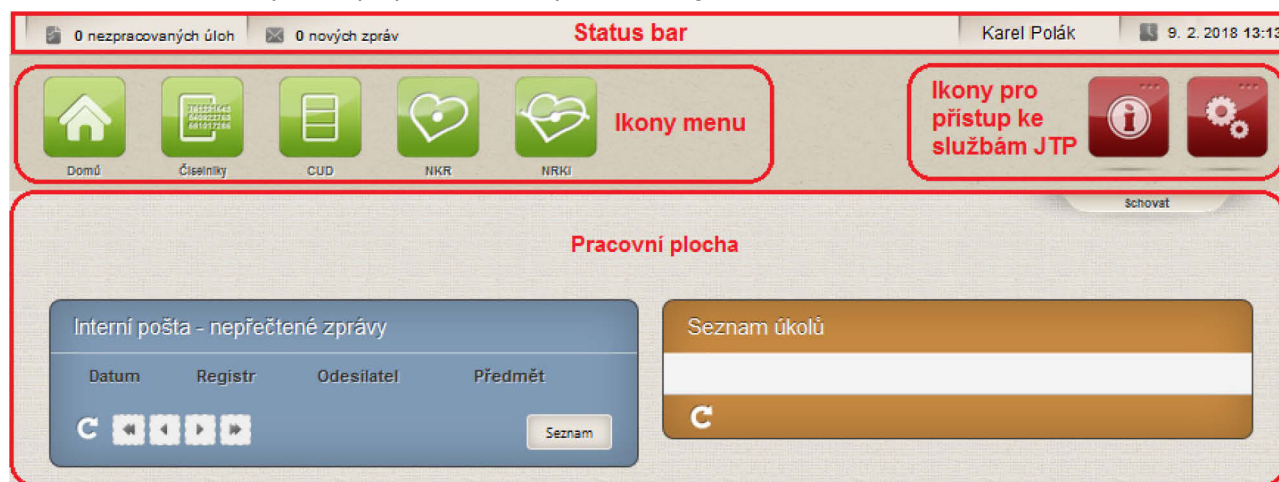 0 nezpracovaných úloh 0 nových zpráv Status bar Karel Polák 9. 2. 2018 13:13
Ikony menu
Ikony pro
přístup ke
službám JTP
Domů Číselníky CUD NKR NRKI
Schovat
Pracovní plocha
Interní pošta - nepřečtené zprávy
Datum Registr Odesílatel Předmět
Seznam
Seznam úkolů